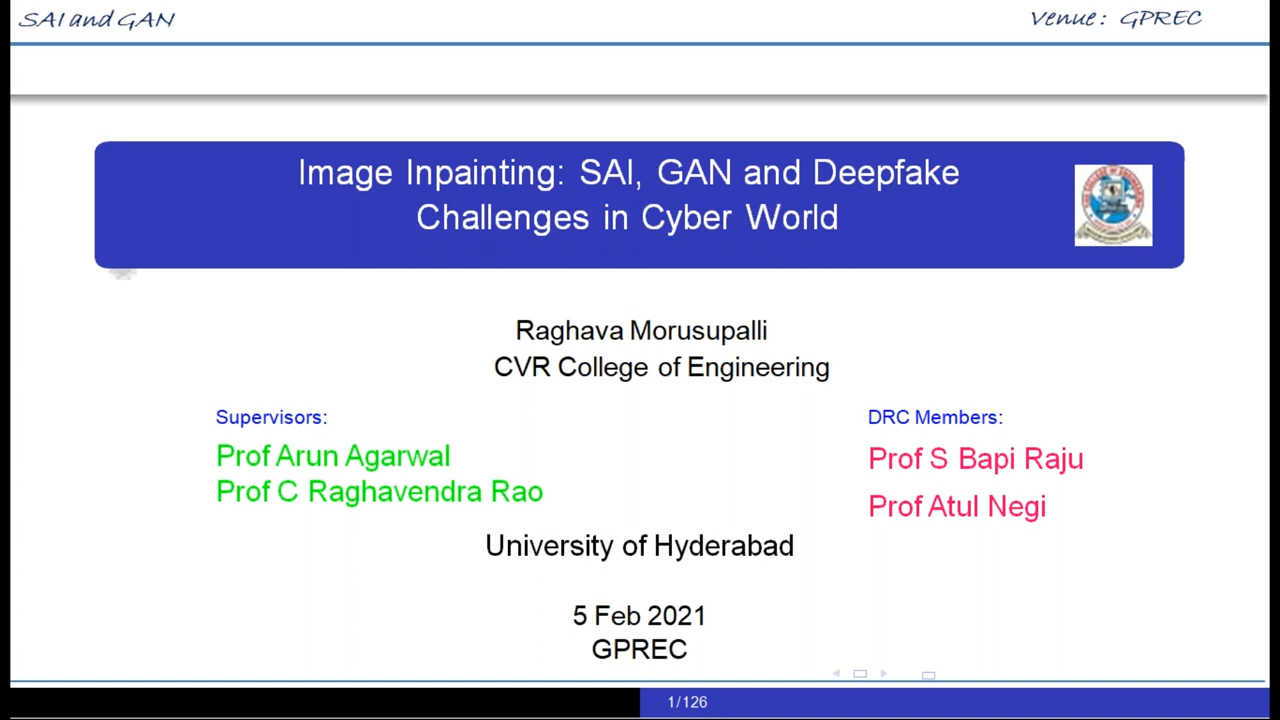 SAI and GAN
Venue: GPREC
Image Inpainting: SAI, GAN and Deepfake
Challenges in Cyber World
Raghava Morusupalli
CVR College of Engineering
Supervisors:
Prof Arun Agarwal
Prof C Raghavendra Rao
DRC Members:
Prof S Bapi Raju
Prof Atul Negi
University of Hyderabad
5 Feb 2021
GPREC
1/126